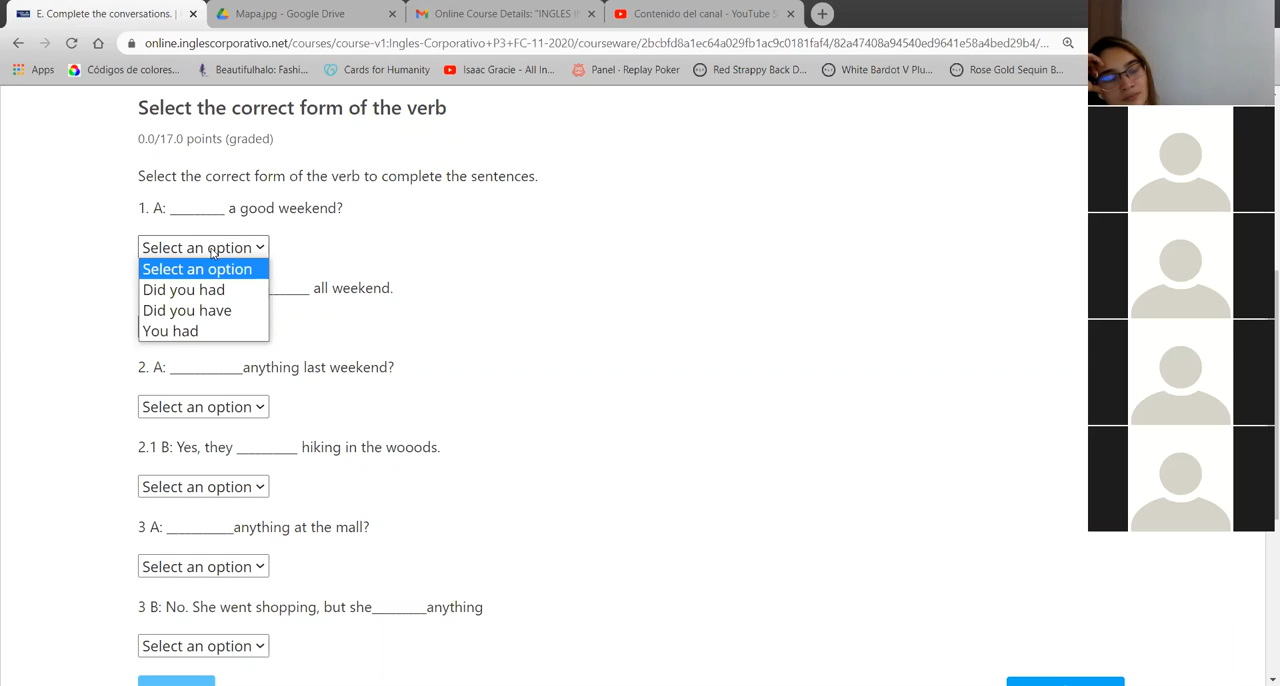 E. Complete the conversations. |
Mapa.jpg - Google Drive
Online Course Details: "INGLES I
Contenido del canal - YouTube S
online.inglescorporativo.net/courses/course-v1:Ingles-Corporativo+P3+FC-11-2020/courseware/2bcbfd8a1ec64a029fb1ac9c0181faf4/82a47408a94540ed9641e58a4bed29b4/...
Apps
Códigos de colores...
Beautifulhalo: Fashi...
Cards for Humanity
Isaac Gracie - All In...
Panel · Replay Poker
Red Strappy Back D...
White Bardot V Plu...
Rose Gold Sequin B...
Select the correct form of the verb
0.0/17.0 points (graded)
Select the correct form of the verb to complete the sentences.
1. A: ________ a good weekend?
Select an option
Select an option
Did you had
Did you have
You had
______ all weekend.
2. A: ___________anything last weekend?
Select an option
2.1 B: Yes, they _________ hiking in the wooods.
Select an option
3 A: __________anything at the mall?
Select an option
3 B: No. She went shopping, but she________anything
Select an option